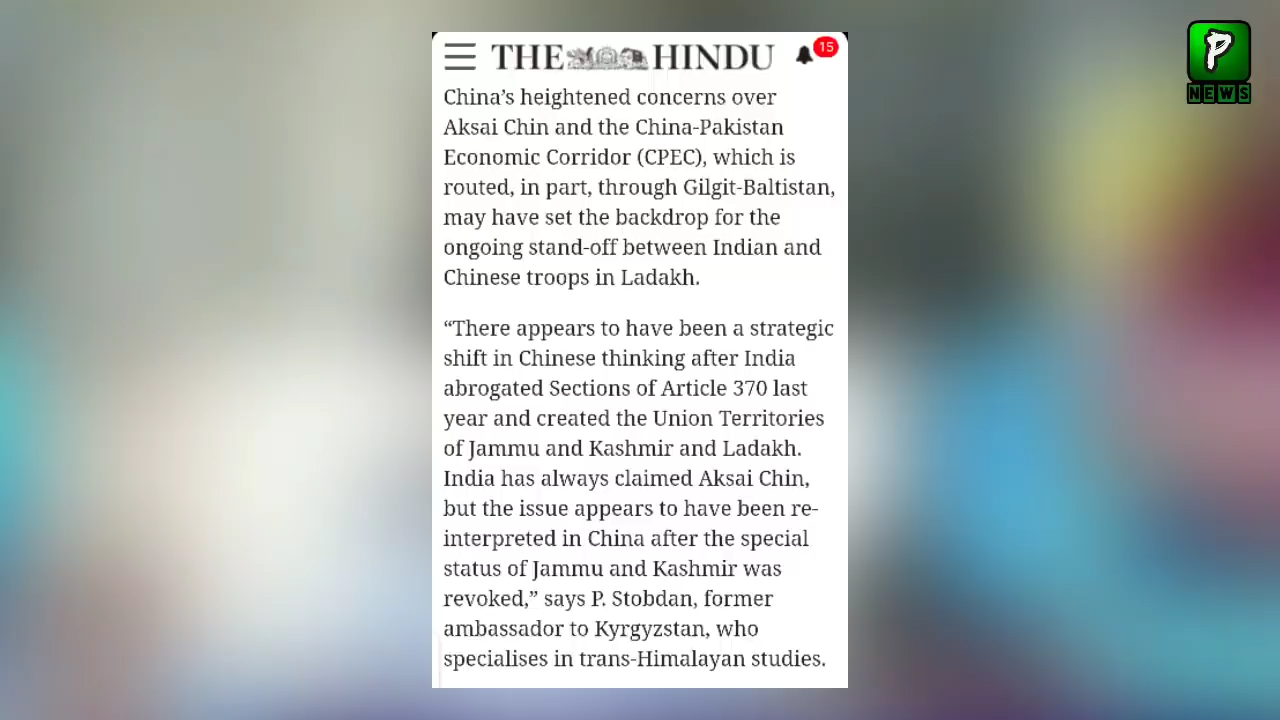 THE HINDU
15
P
NEWS
China's heightened concerns over
Aksai Chin and the China-Pakistan
Economic Corridor (CPEC), which is
routed, in part, through Gilgit-Baltistan,
may have set the backdrop for the
ongoing stand-off between Indian and
Chinese troops in Ladakh.
“There appears to have been a strategic
shift in Chinese thinking after India
abrogated Sections of Article 370 last
year and created the Union Territories
of Jammu and Kashmir and Ladakh.
India has always claimed Aksai Chin,
but the issue appears to have been re-
interpreted in China after the special
status of Jammu and Kashmir was
revoked,” says P. Stobdan, former
ambassador to Kyrgyzstan, who
specialises in trans-Himalayan studies.